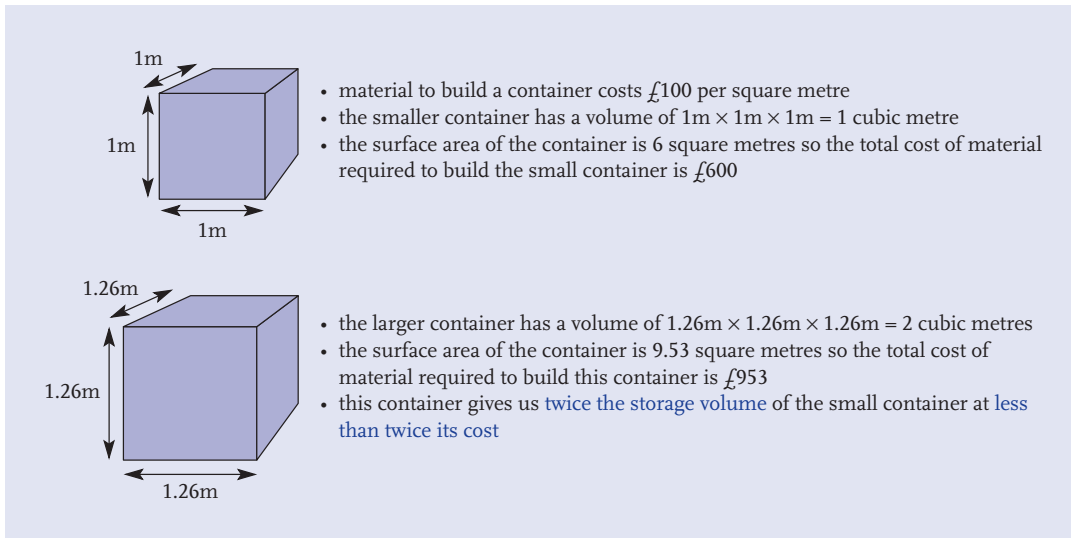 1m
1m
1m
• material to build a container costs £100 per square metre
• the smaller container has a volume of 1m × 1m × 1m = 1 cubic metre
• the surface area of the container is 6 square metres so the total cost of material
required to build the small container is £600
1.26m
1.26m
1.26m
• the larger container has a volume of 1.26m × 1.26m × 1.26m = 2 cubic metres
• the surface area of the container is 9.53 square metres so the total cost of
material required to build this container is £953
• this container gives us twice the storage volume of the small container at less
than twice its cost